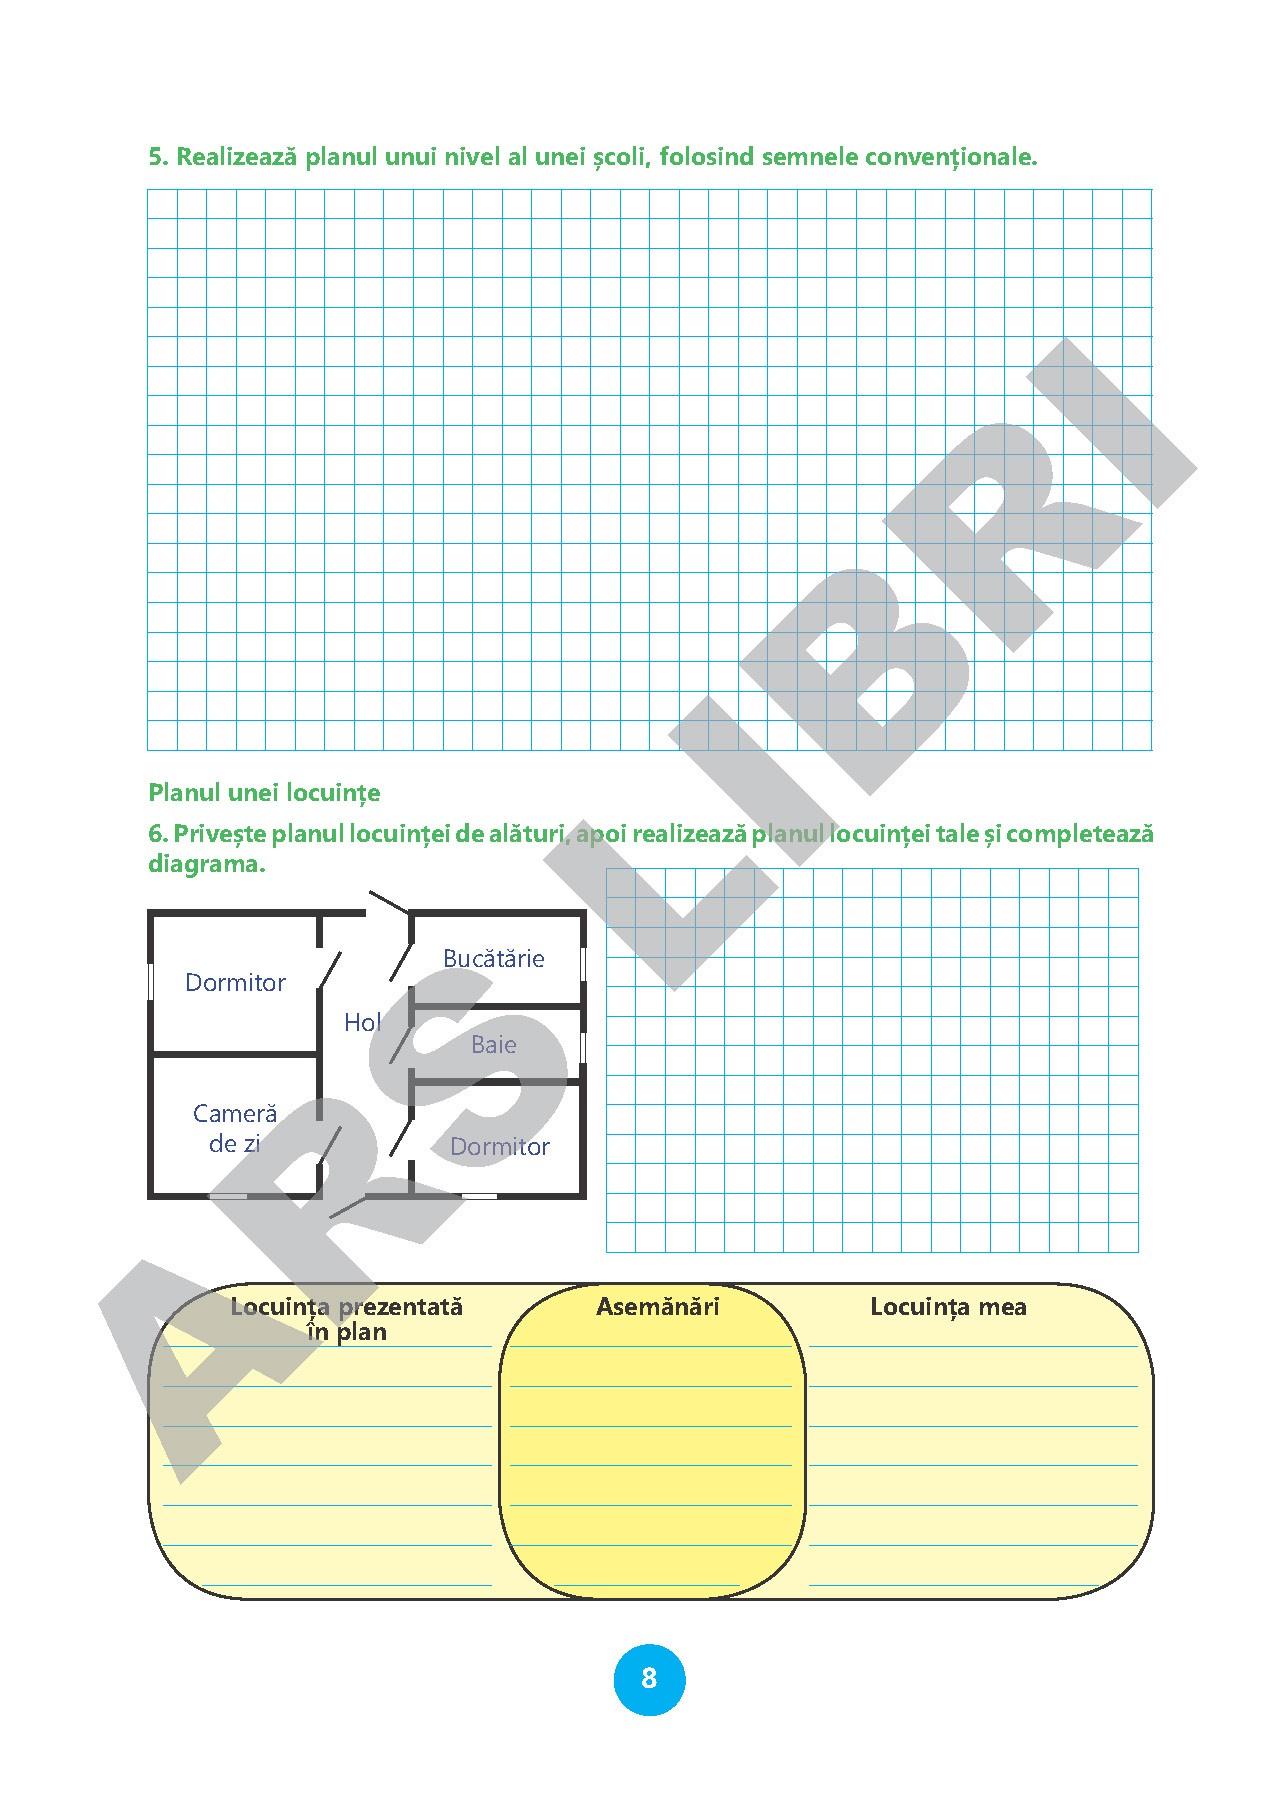 5. Realizează planul unui nivel al unei școli, folosind semnele convenționale.
Planul unei locuințe
6. Privește planul locuinței de alături, apoi realizează planul locuinței tale și completează
diagrama.
Dormitor
Bucătărie
Hol
Baie
Cameră
de zi
Dormitor
Locuința prezentată
în plan
Asemănări
Locuința mea
8
ARS LIBRI